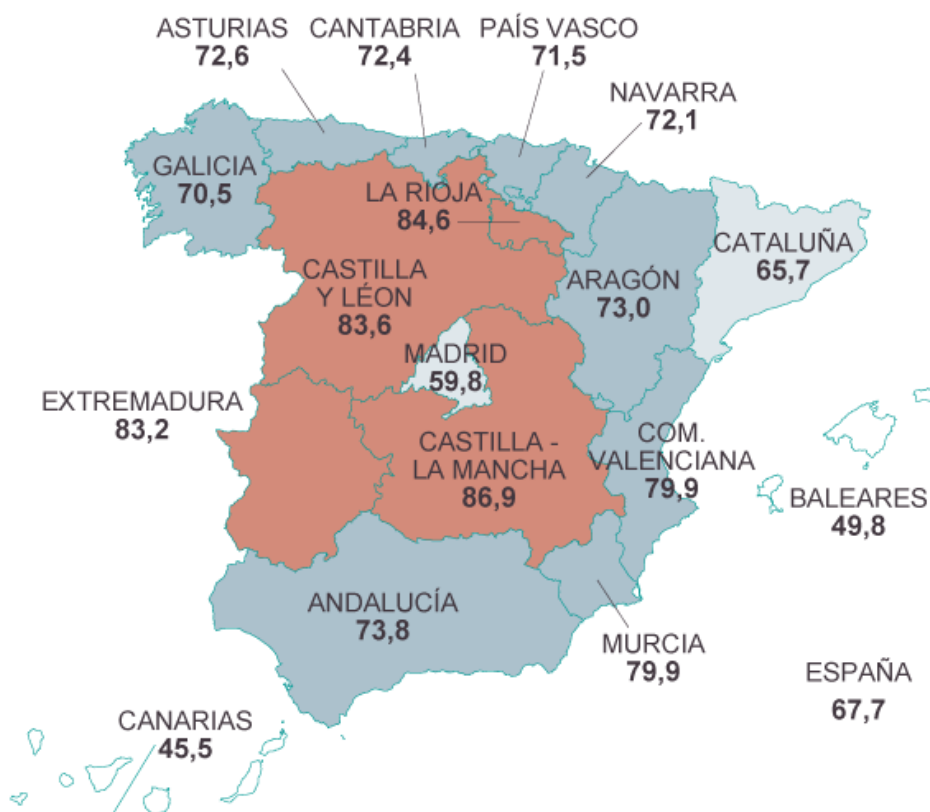 ASTURIAS
72,6
CANTABRIA
72,4
PAÍS VASCO
71,5
NAVARRA
72,1
GALICIA
70,5
LA RIOJA
84,6
CATALUÑA
65,7
CASTILLA
Y LÉON
83,6
ARAGÓN
73,0
MADRID
59,8
EXTREMADURA
83,2
CASTILLA -
LA MANCHA
86,9
COM.
VALENCIANA
79,9
BALEARES
49,8
ANDALUCÍA
73,8
MURCIA
79,9
ESPAÑA
67,7
CANARIAS
45,5